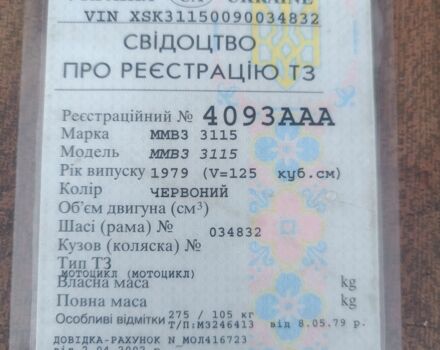 UKRAINE
VIN XSK31150090034832
СВІДОЦТВО
ПРО РЕЄСТРАЦІЮ ТЗ
Реєстраційний № 4093ААА
Марка ММВЗ 3115
Модель ММВЗ 3115
Рік випуску 1979 (V=125 куб.см)
Колір ЧЕРВОНИЙ
Об'єм двигуна (см³)
Шасі (рама) № 034832
Кузов (коляска) №
Тип ТЗ
МОТОЦИКЛ (МОТОЦИКЛ)
Власна маса kg
Повна маса kg
Особливі відмітки 275 / 105 кг
Т/П:М3246413 від 8.05.79 р.
ДОВІДКА-РАХУНОК N МОЛ416723